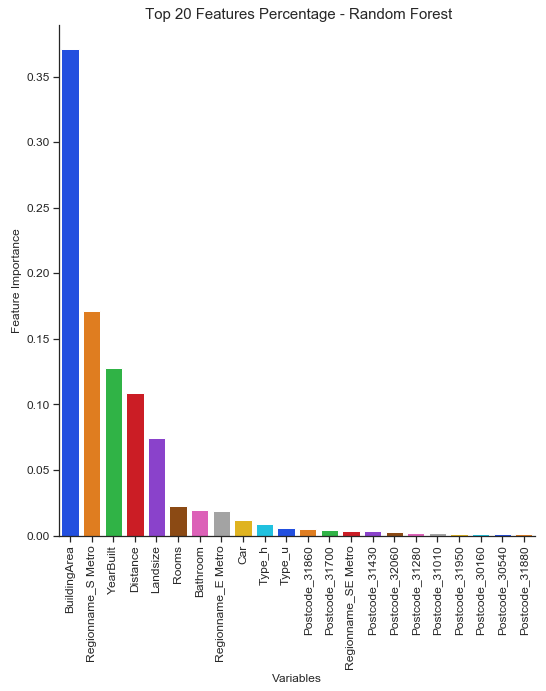 Top 20 Features Percentage - Random Forest
Feature Importance
0.35
0.30
0.25
0.20
0.15
0.10
0.05
0.00
BuildingArea
Regionname_S Metro
YearBuilt
Distance
Landsize
Rooms
Bathroom
Regionname_E Metro
Car
Type_h
Type_u
Postcode_31860
Postcode_31700
Regionname_SE Metro
Postcode_31430
Postcode_32060
Postcode_31280
Postcode_31010
Postcode_31950
Postcode_30160
Postcode_30540
Postcode_31880
Variables